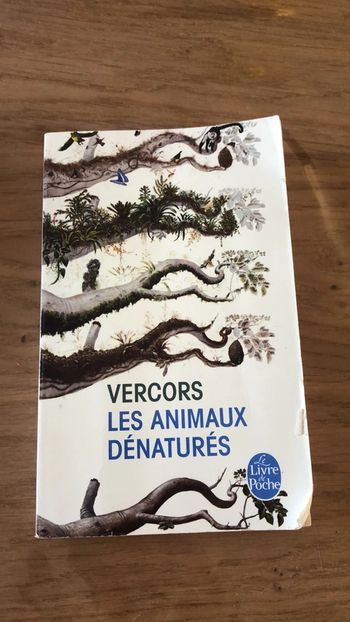 VERCORS
LES ANIMAUX
DÉNATURÉS
Le
Livre
de
Poche